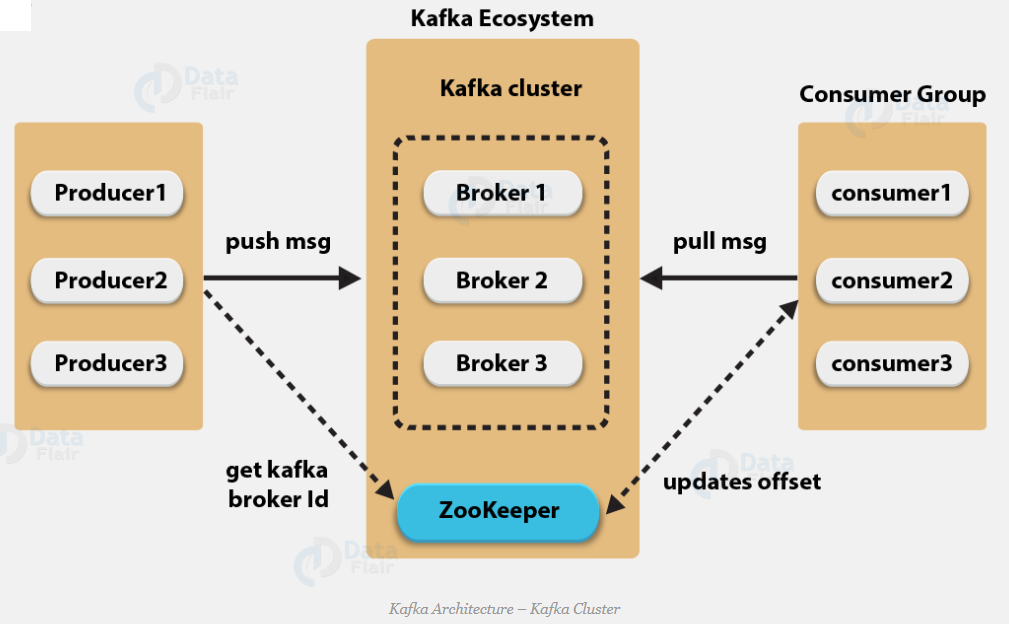 Kafka Ecosystem
Kafka cluster
Consumer Group
Producer1
Producer2
Producer3
push msg
Broker 1
Broker 2
Broker 3
pull msg
consumer1
consumer2
consumer3
get kafka
broker Id
ZooKeeper
updates offset
Data
Flair
Data
Flair
Data
Flair
Data
Flair
Data
Flair
Data
Flair
Kafka Architecture – Kafka Cluster